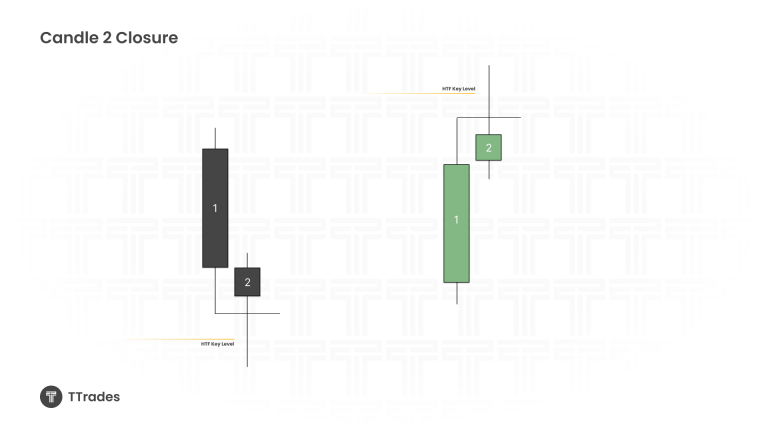 Candle 2 Closure
HTF Key Level
2
1
1
2
HTF Key Level
TTrades